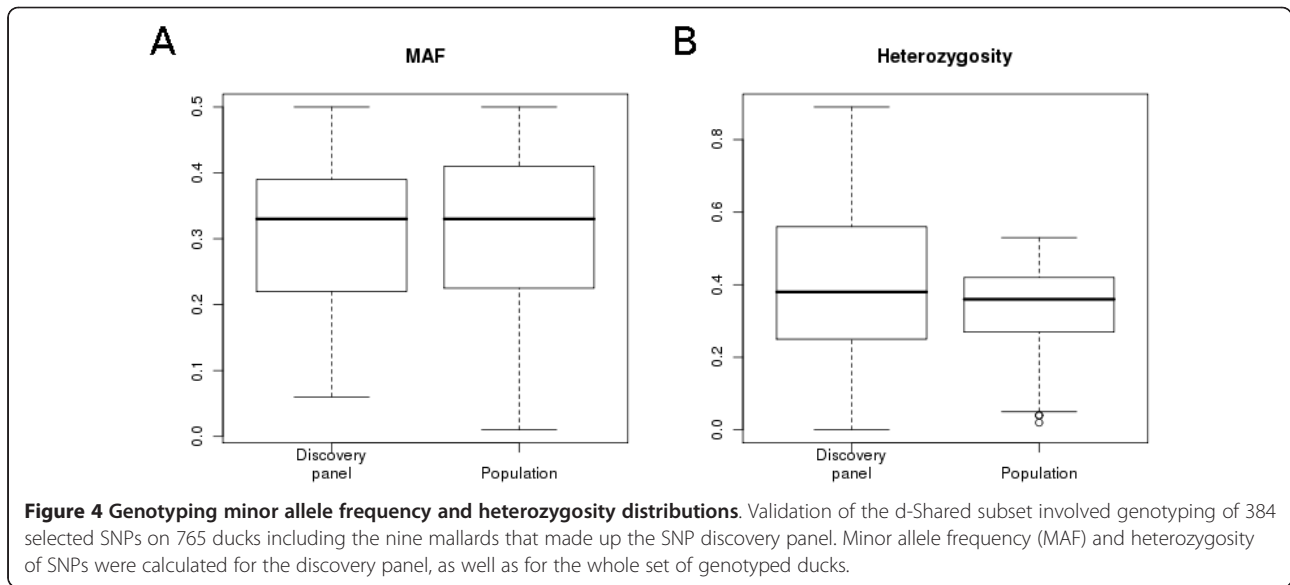 A
MAF
0.5
0.4
0.3
0.2
0.1
0.0
Discovery
panel
Population
B
Heterozygosity
0.8
0.6
0.4
0.2
0.0
Discovery
panel
Population
Figure 4 Genotyping minor allele frequency and heterozygosity distributions. Validation of the d-Shared subset involved genotyping of 384
selected SNPs on 765 ducks including the nine mallards that made up the SNP discovery panel. Minor allele frequency (MAF) and heterozygosity
of SNPs were calculated for the discovery panel, as well as for the whole set of genotyped ducks.